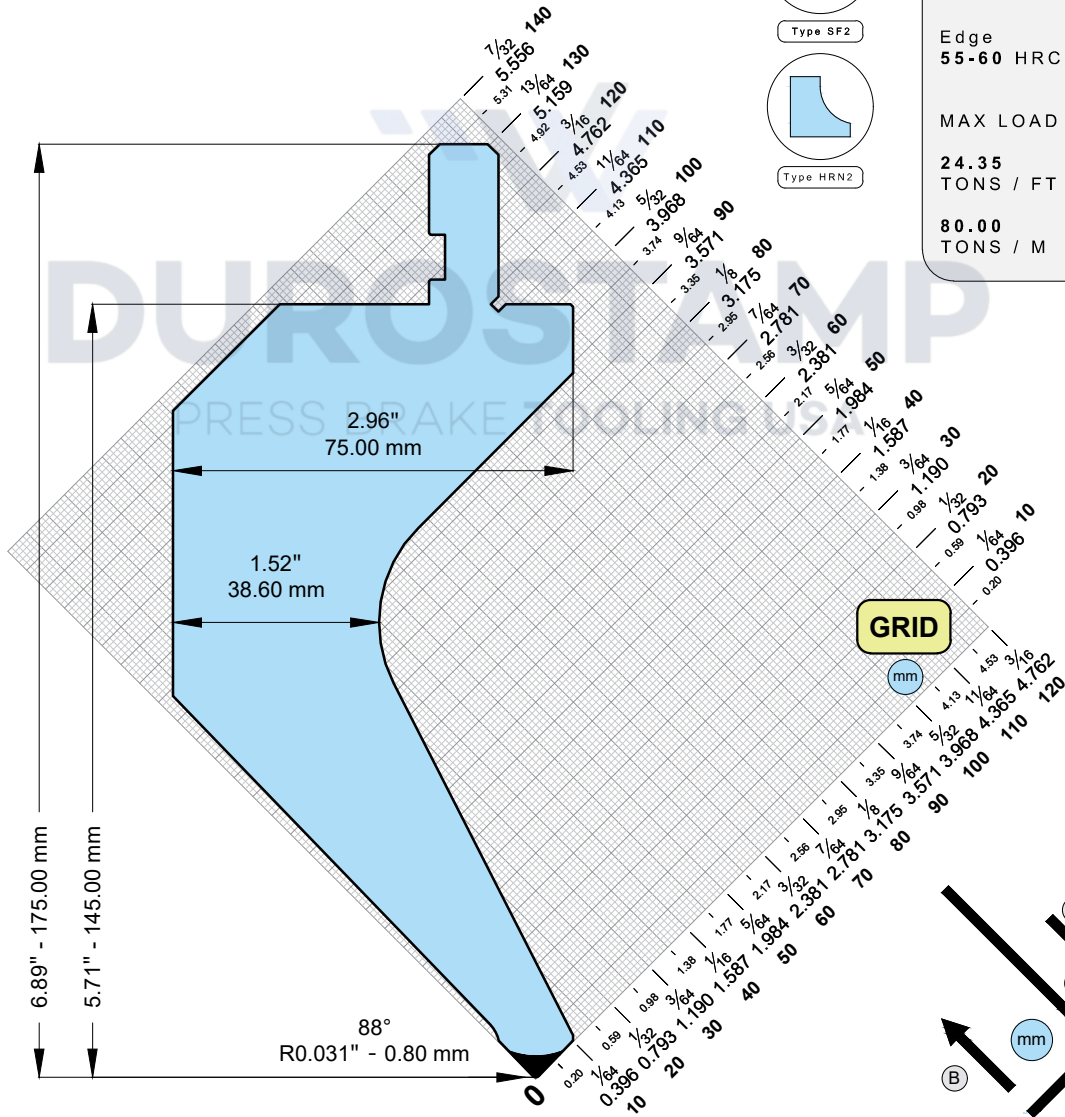 Type SF2
Type HRN2
Edge
55-60 HRC
MAX LOAD
24.35
TONS / FT
80.00
TONS / M
DUROSTAMP
PRESS BRAKE TOOLING USA
7/32 5.556 140
5.31
13/64 5.159 130
4.92
3/16 4.762 120
4.53
11/64 4.365 110
4.13
5/32 3.968 100
3.74
9/64 3.571 90
3.35
1/8 3.175 80
2.95
7/64 2.781 70
2.56
3/32 2.381 60
2.17
5/64 1.984 50
1.77
1/16 1.587 40
1.38
3/64 1.190 30
0.98
1/32 0.793 20
0.59
1/64 0.396 10
0.20
2.96"
75.00 mm
1.52"
38.60 mm
GRID
mm
6.89" - 175.00 mm
5.71" - 145.00 mm
88°
R0.031" - 0.80 mm
0
0.20
1/64 0.396 10
0.59
1/32 0.793 20
0.98
3/64 1.190 30
1.38
1/16 1.587 40
1.77
5/64 1.984 50
2.17
3/32 2.381 60
2.56
7/64 2.781 70
2.95
1/8 3.175 80
3.35
9/64 3.571 90
3.74
5/32 3.968 100
4.13
11/64 4.365 110
4.53
3/16 4.762 120
mm
B